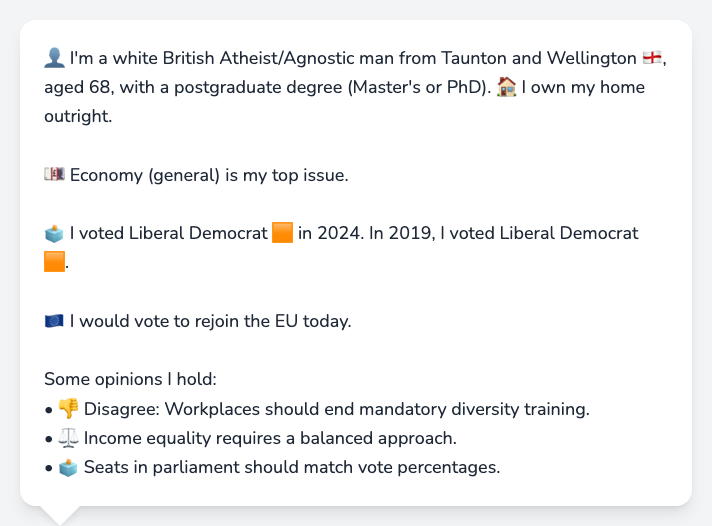 👤 I'm a white British Atheist/Agnostic man from Taunton and Wellington 🏴󠁧󠁢󠁥󠁮󠁧󠁿,
aged 68, with a postgraduate degree (Master's or PhD). 🏠 I own my home
outright.
💷 Economy (general) is my top issue.
🗳️ I voted Liberal Democrat 🟧 in 2024. In 2019, I voted Liberal Democrat
🟧.
🇪🇺 I would vote to rejoin the EU today.
Some opinions I hold:
• 👎 Disagree: Workplaces should end mandatory diversity training.
• ⚖️ Income equality requires a balanced approach.
• 🗳️ Seats in parliament should match vote percentages.